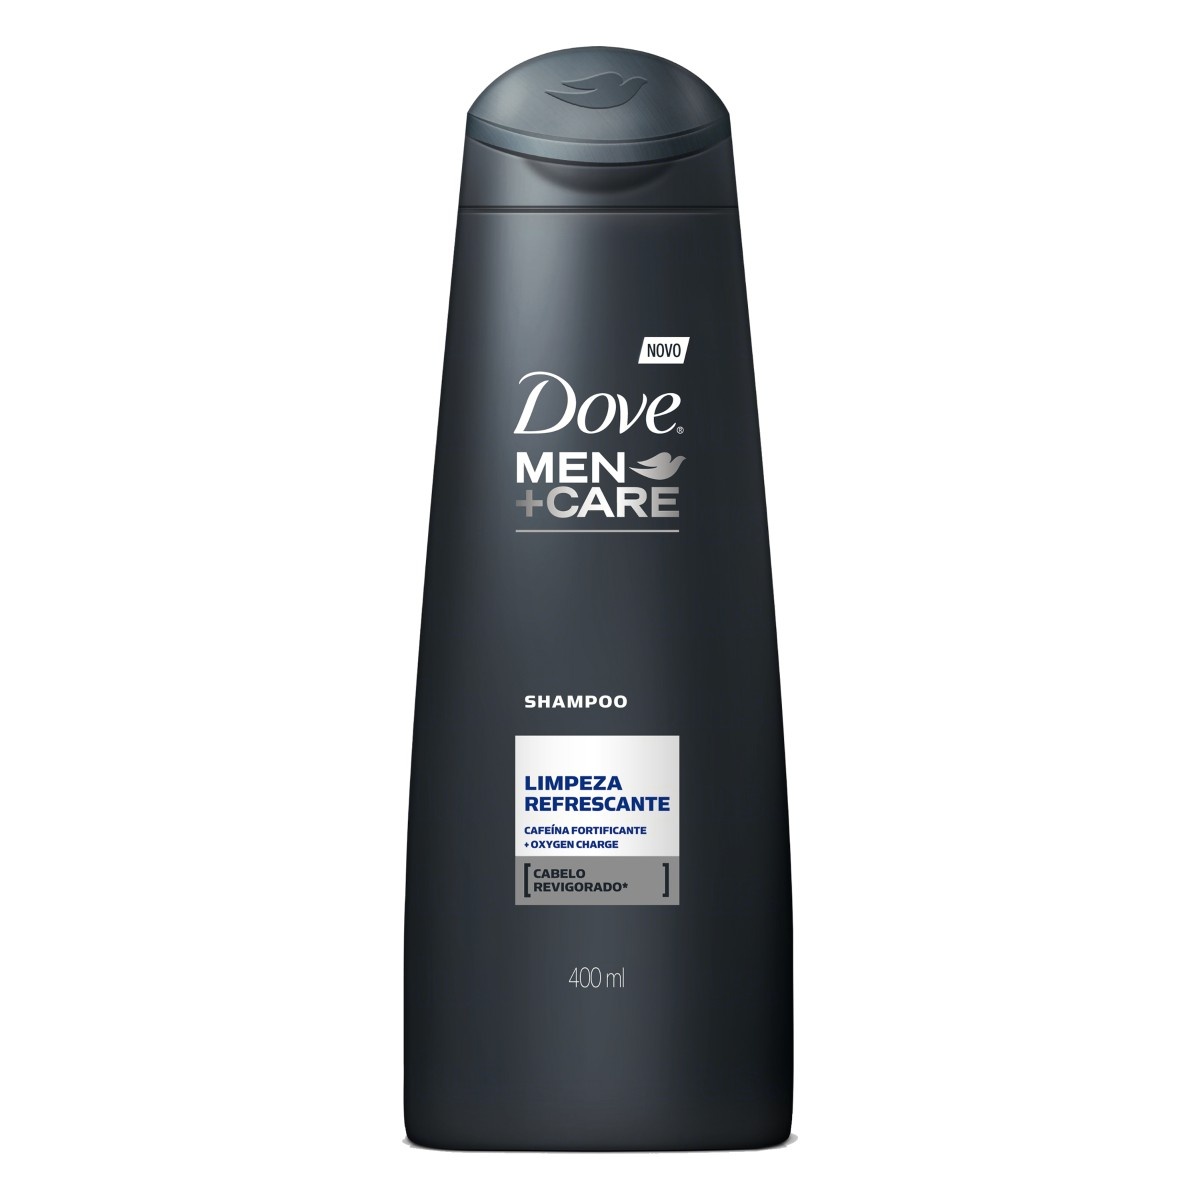 NOVO
Dove®
MEN
+CARE
SHAMPOO
LIMPEZA
REFRESCANTE
CAFEÍNA FORTIFICANTE
+ OXYGEN CHARGE
[CABELO
REVIGORADO*]
400 ml